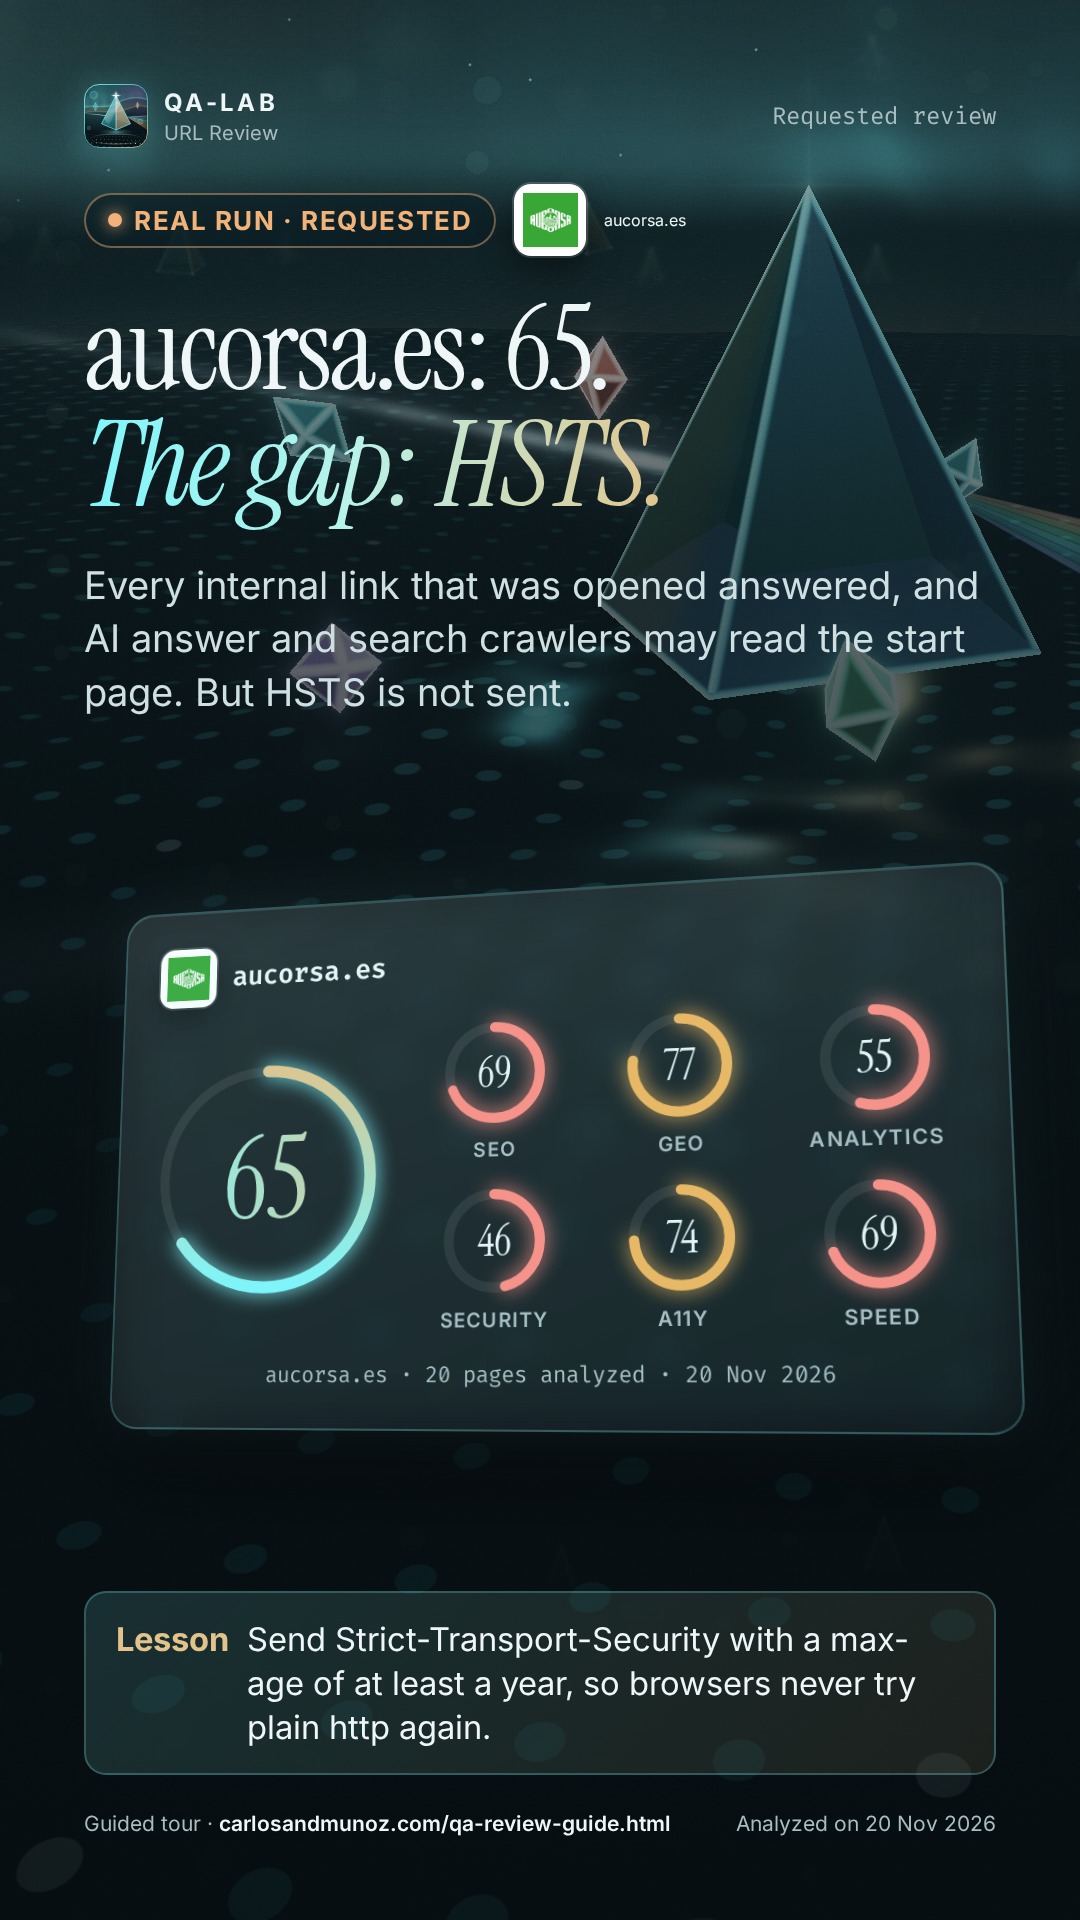 QA-LAB
URL Review
Requested review
REAL RUN · REQUESTED
AUCORSA
aucorsa.es
aucorsa.es: 65.
The gap: HSTS.
Every internal link that was opened answered, and
AI answer and search crawlers may read the start
page. But HSTS is not sent.
AUCORSA
aucorsa.es
65
69
SEO
77
GEO
55
ANALYTICS
46
SECURITY
74
A11Y
69
SPEED
aucorsa.es · 20 pages analyzed · 20 Nov 2026
Lesson
Send Strict-Transport-Security with a max-
age of at least a year, so browsers never try
plain http again.
Guided tour · carlosandmunoz.com/qa-review-guide.html
Analyzed on 20 Nov 2026